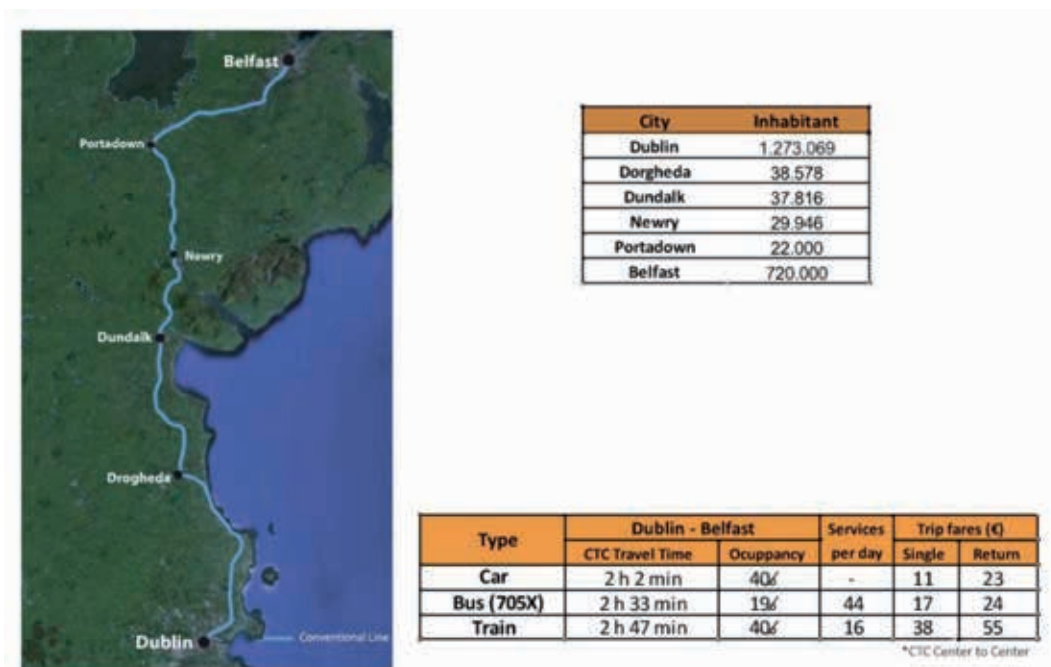 Belfast
Portadown
Newry
Dundalk
Drogheda
Dublin
Conventional Line
City Inhabitant
Dublin 1.273.069
Dorgheda 38.578
Dundalk 37.816
Newry 29.946
Portadown 22.000
Belfast 720.000
Type Dublin - Belfast Services per day Trip fares (€)
CTC Travel Time Ocuppancy Single Return
Car 2 h 2 min - 11 23
Bus (705X) 2 h 33 min 44 17 24
Train 2 h 47 min 16 38 55
*CTC Center to Center